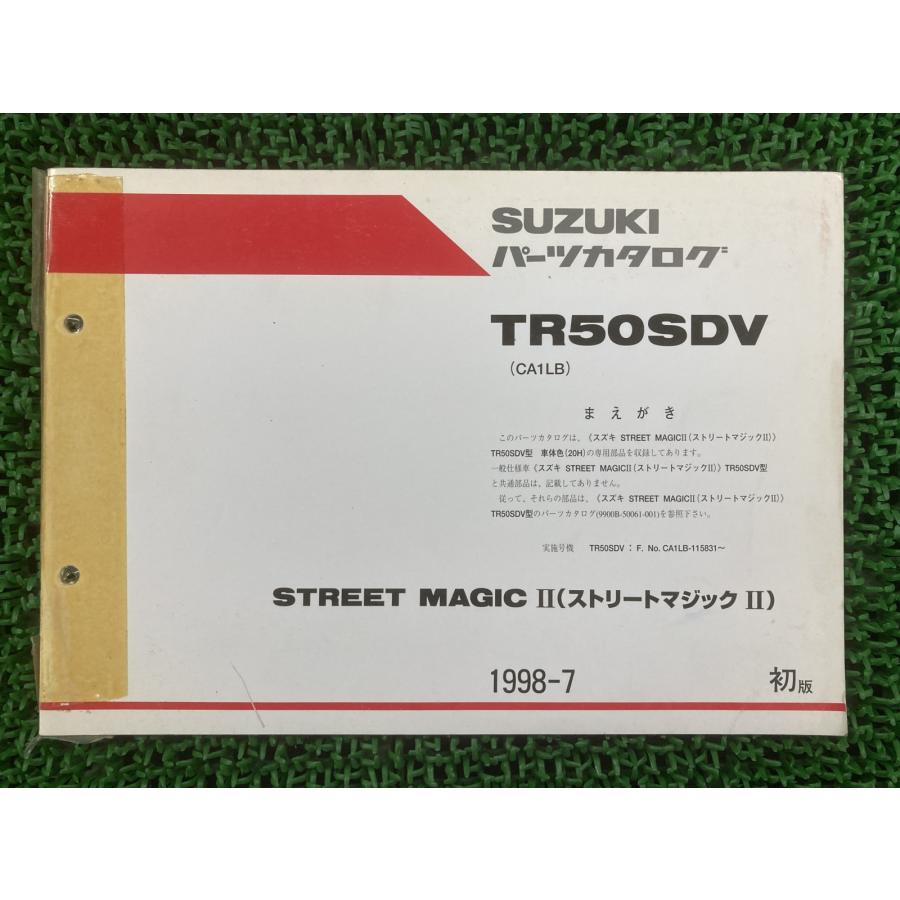 SUZUKI
パーツカタログ
TR50SDV
(CA1LB)
まえがき
このパーツカタログは、《スズキ STREET MAGICII(ストリートマジックII)》
TR50SDV型 車体色(20H)の専用部品を収録してあります。
一般仕様車《スズキ STREET MAGICII(ストリートマジックII)》TR50SDV型
と共通部品は、記載してありません。
従って、それらの部品は、《スズキ STREET MAGICII(ストリートマジックII)》
TR50SDV型のパーツカタログ(9900B-50061-001)を参照下さい。
実施号機 TR50SDV：F. No. CA1LB-115831～
STREET MAGIC II(ストリートマジック II)
1998-7 初版